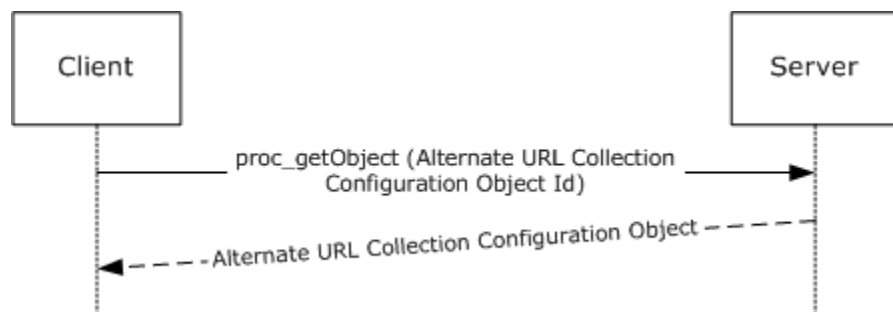 Client
Server
proc_getObject (Alternate URL Collection
Configuration Object Id)
Alternate URL Collection Configuration Object